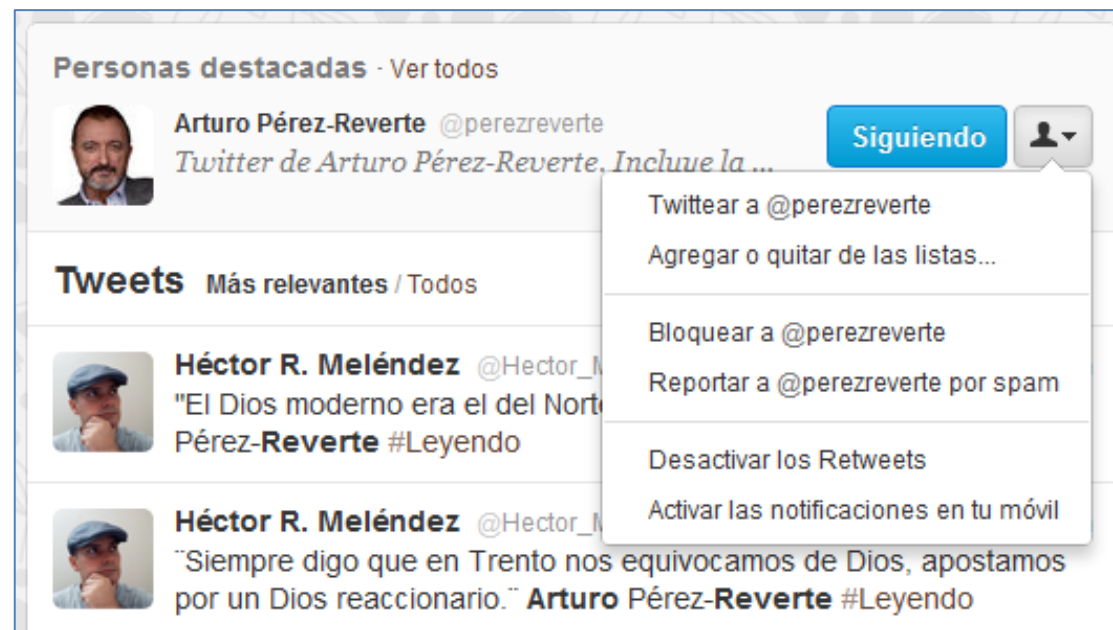 Personas destacadas · Ver todos
Arturo Pérez-Reverte @perezreverte
Twitter de Arturo Pérez-Reverte, Incluye la ...
Siguiendo
Twittear a @perezreverte
Agregar o quitar de las listas...
Bloquear a @perezreverte
Reportar a @perezreverte por spam
Desactivar los Retweets
Activar las notificaciones en tu móvil
Tweets Más relevantes / Todos
Héctor R. Meléndez @Hector_
"El Dios moderno era el del Norte
Pérez-Reverte #Leyendo
Héctor R. Meléndez @Hector_
¨Siempre digo que en Trento nos equivocamos de Dios, apostamos
por un Dios reaccionario.¨ Arturo Pérez-Reverte #Leyendo